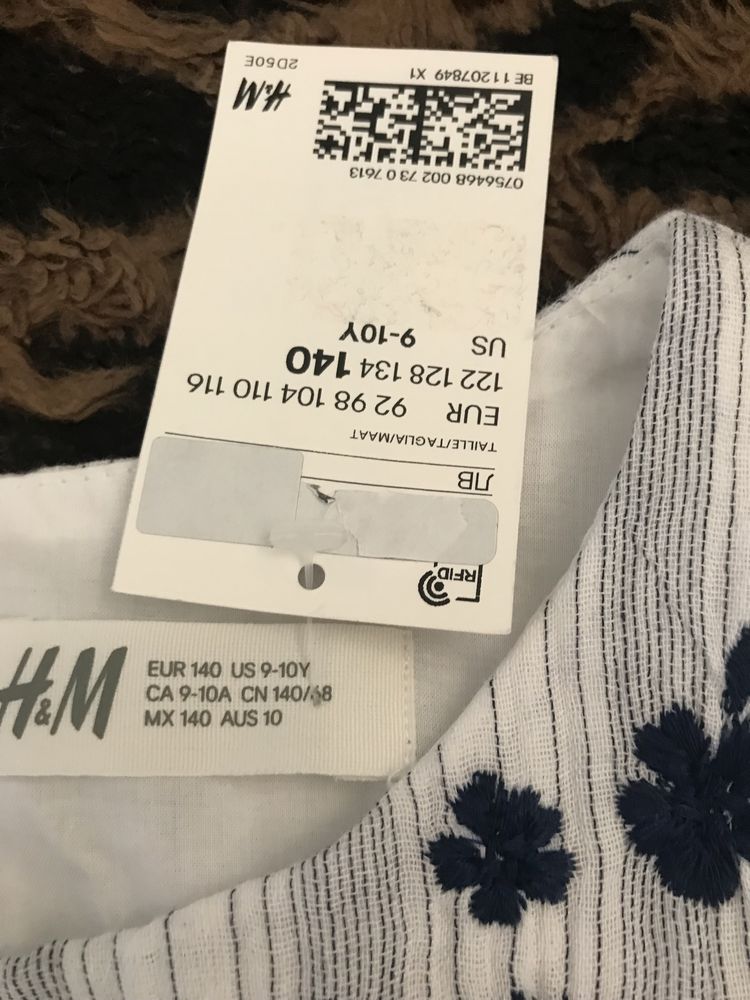 RFID
ЛВ
TAILLE/TAGLIA/MAAT
EUR 92 98 104 110 116
122 128 134 140
US 9-10Y
0756468 002 73 0 7613
H&M
BE 11207849 X1
2D50E
H&M
EUR 140 US 9-10Y
CA 9-10A CN 140/68
MX 140 AUS 10